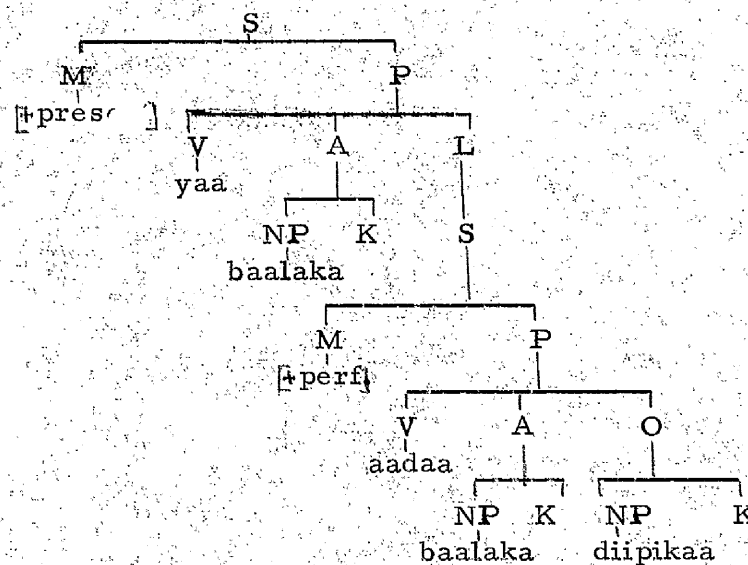 S
M P
[+pres ]
V A L
yaa
NP K S
baalaka
M P
[+perf]
V A O
aadaa
NP K NP K
baalaka diipikaa